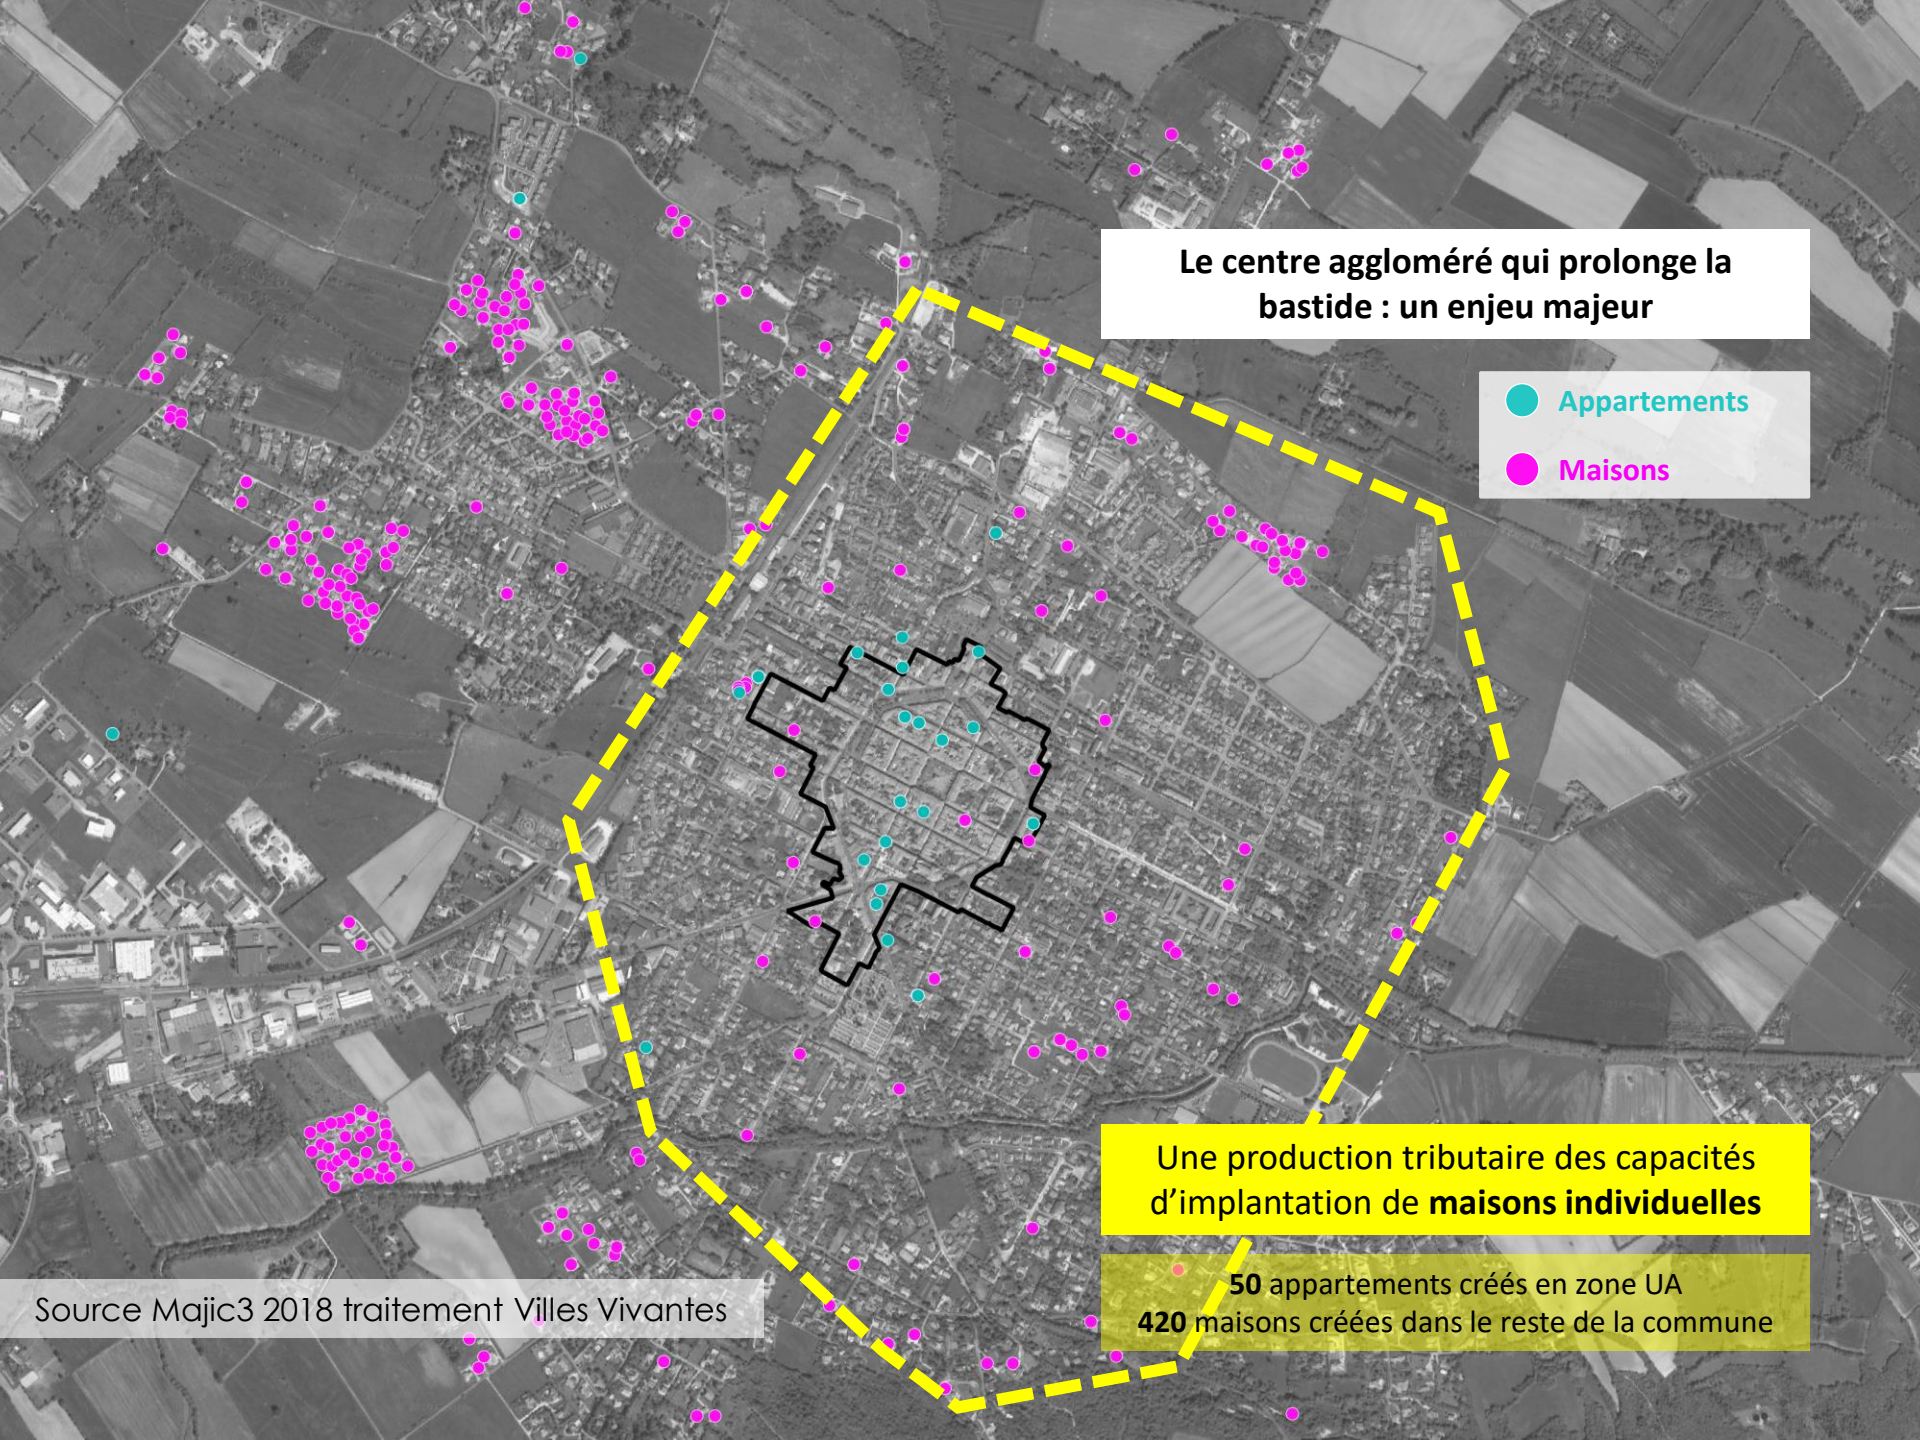 Le centre aggloméré qui prolonge la
bastide : un enjeu majeur
Appartements
Maisons
Une production tributaire des capacités
d’implantation de maisons individuelles
50 appartements créés en zone UA
420 maisons créées dans le reste de la commune
Source Majic3 2018 traitement Villes Vivantes